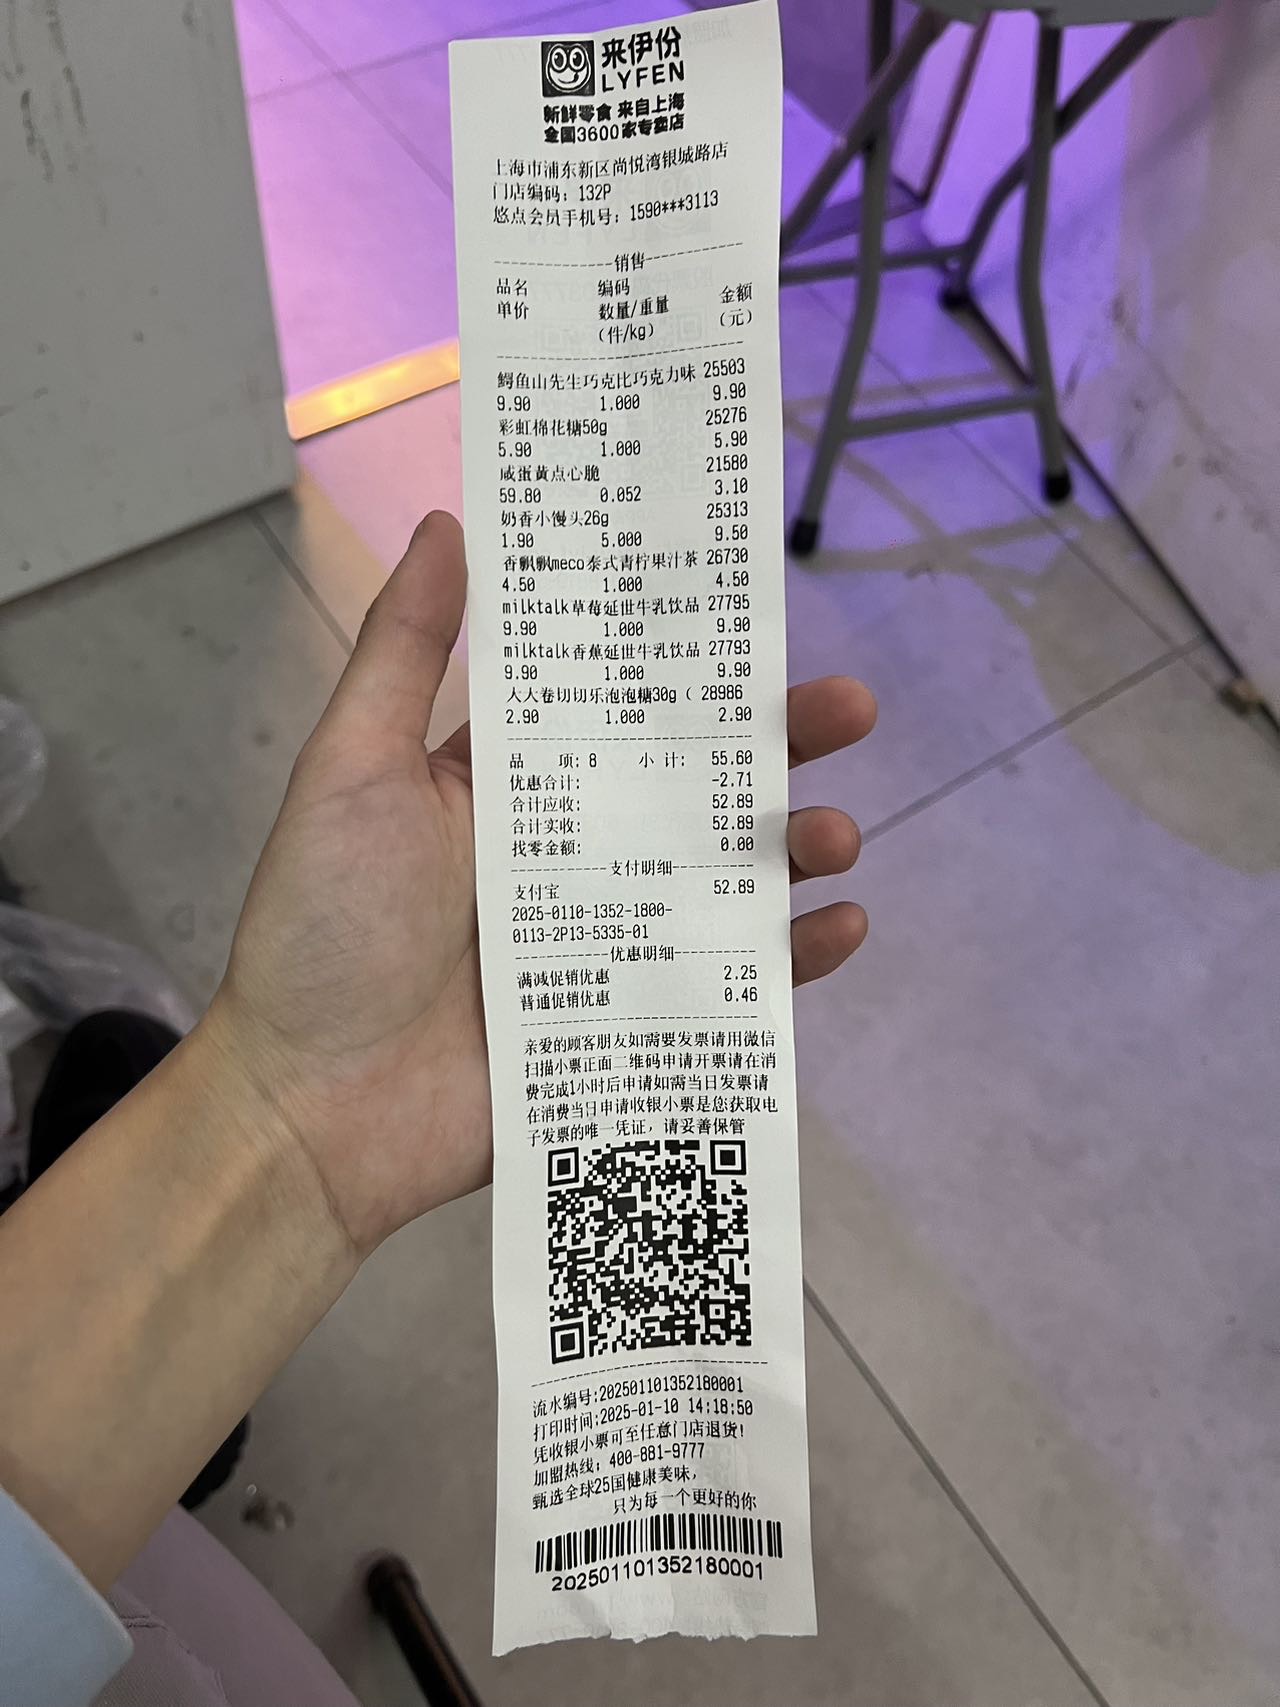 来伊份
LYFEN
新鲜零食 来自上海
全国3600家专卖店
上海市浦东新区尚悦湾银城路店
门店编码: 132P
悠点会员手机号: 1590***3113
销售
品名 编码
单价 数量/重量 金额
(件/kg) (元)
鳄鱼山先生巧克比巧克力味 25503
9.90 1.000 9.90
彩虹棉花糖50g 25276
5.90 1.000 5.90
咸蛋黄点心脆 21580
59.80 0.052 3.10
奶香小馒头26g 25313
1.90 5.000 9.50
香飘飘meco泰式青柠果汁茶 26730
4.50 1.000 4.50
milktalk草莓延世牛乳饮品 27795
9.90 1.000 9.90
milktalk香蕉延世牛乳饮品 27793
9.90 1.000 9.90
大大卷切切乐泡泡糖30g ( 28986
2.90 1.000 2.90
品 项: 8 小 计: 55.60
优惠合计: -2.71
合计应收: 52.89
合计实收: 52.89
找零金额: 0.00
支付明细
支付宝 52.89
2025-0110-1352-1800-
0113-2P13-5335-01
优惠明细
满减促销优惠 2.25
普通促销优惠 0.46
亲爱的顾客朋友如需要发票请用微信
扫描小票正面二维码申请开票请在消
费完成1小时后申请如需当日发票请
在消费当日申请收银小票是您获取电
子发票的唯一凭证, 请妥善保管
流水编号:202501101352180001
打印时间:2025-01-10 14:18:50
凭收银小票可至任意门店退货!
加盟热线: 400-881-9777
甄选全球25国健康美味,
只为每一个更好的你
202501101352180001